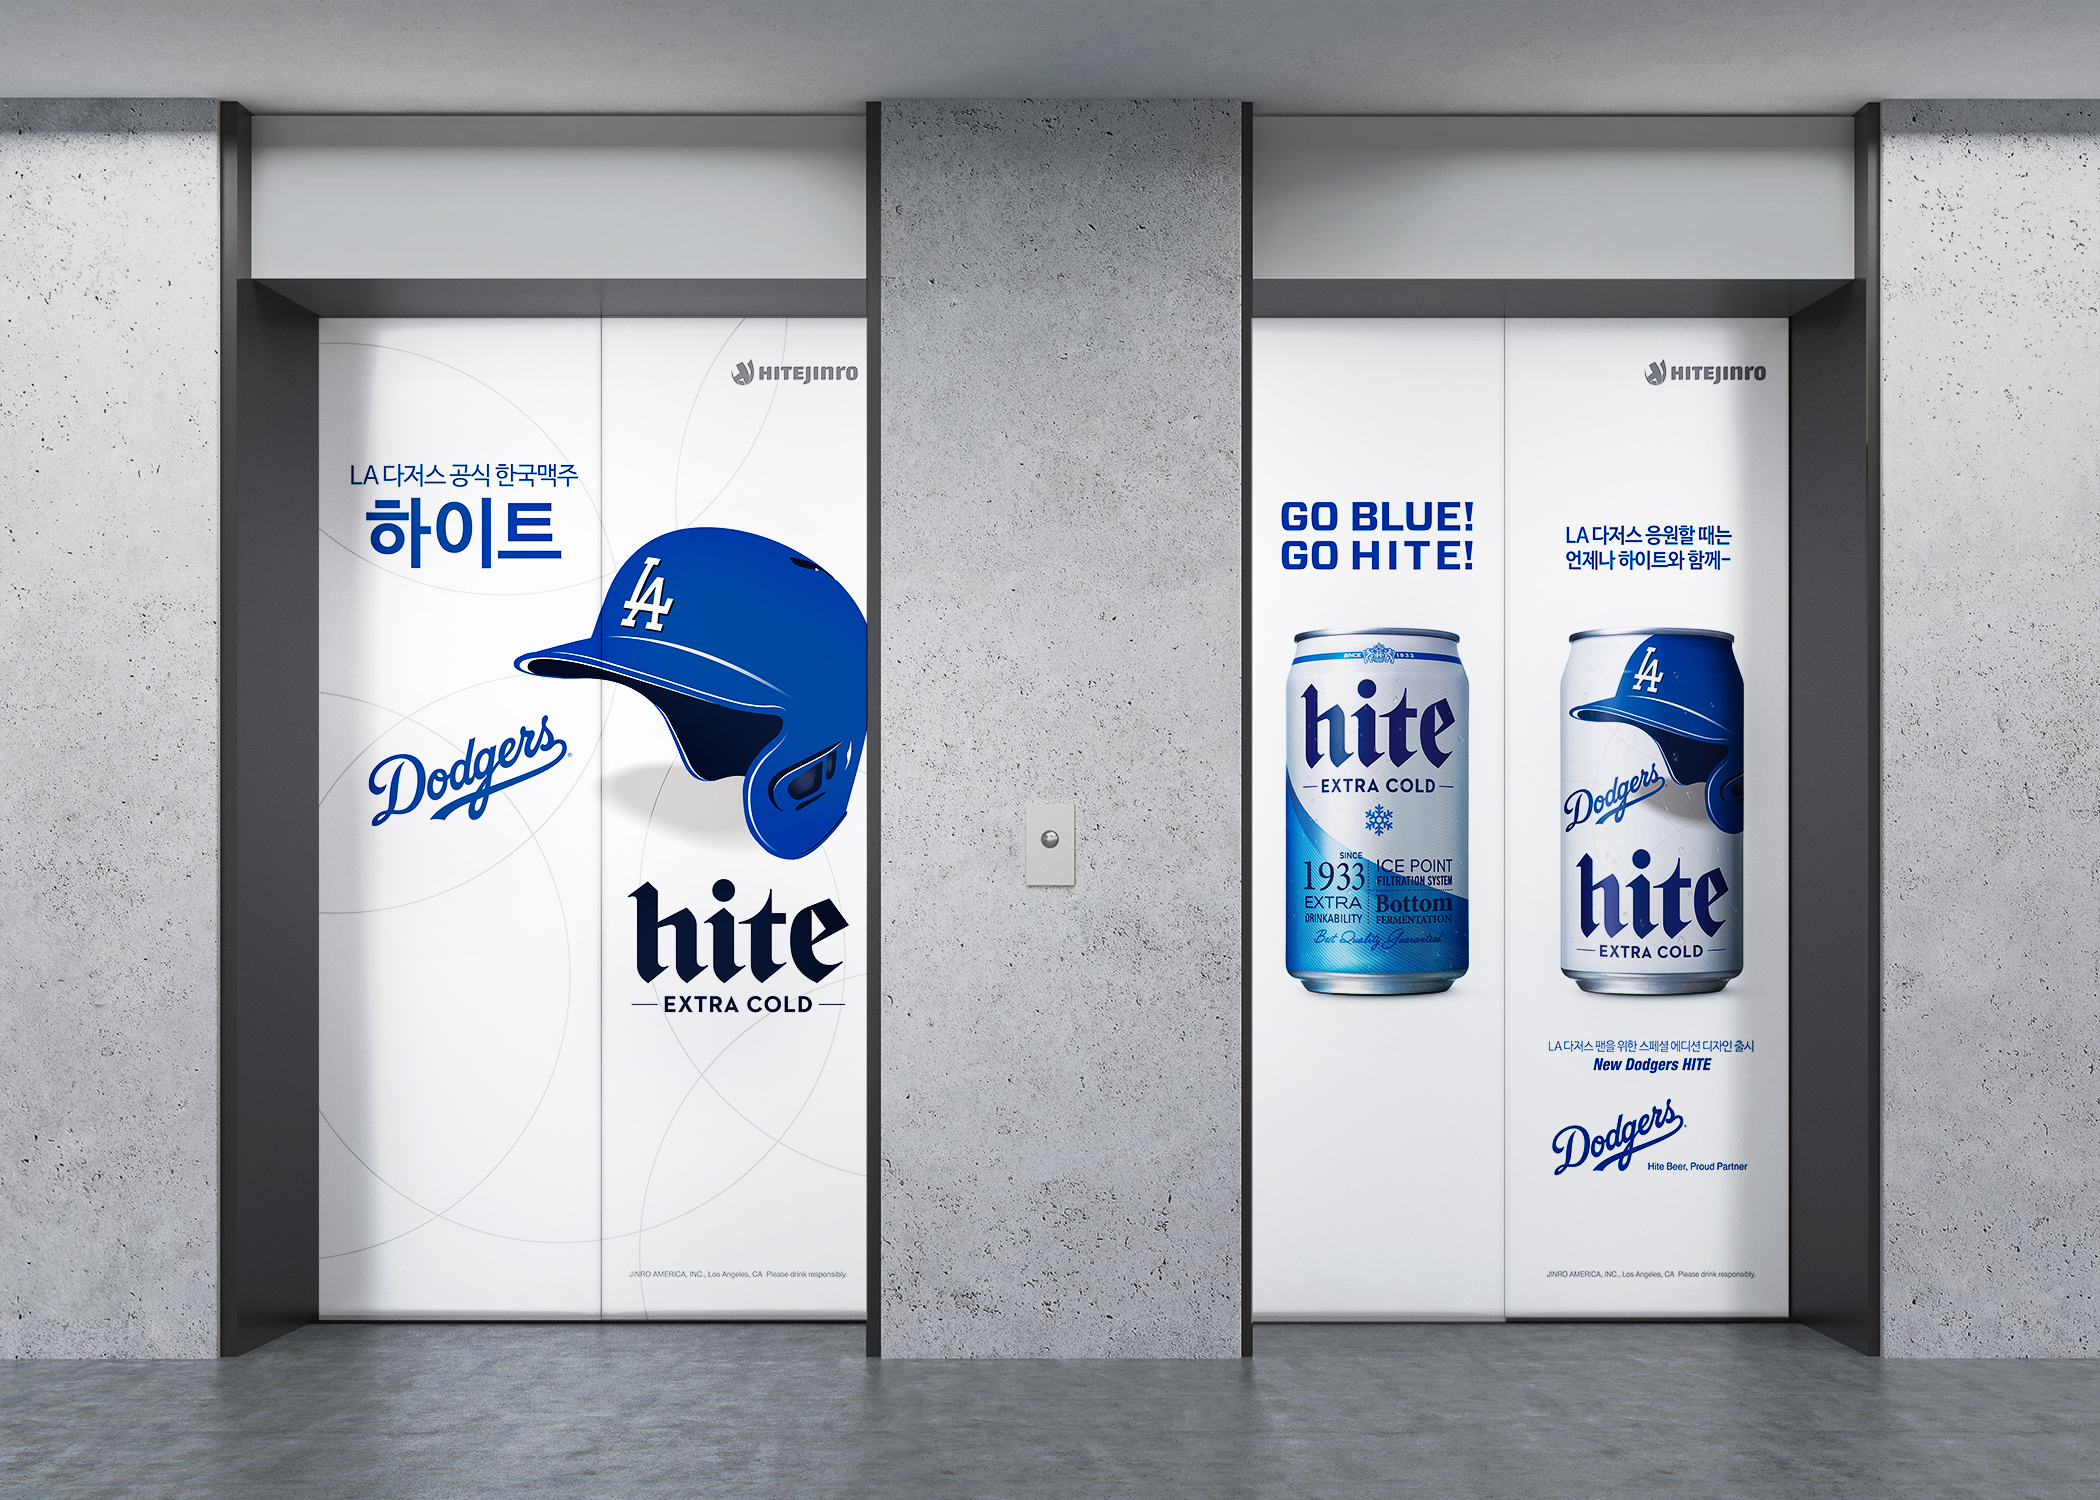 HITEJINRO
LA 다저스 공식 한국맥주
하이트
LA
Dodgers
hite
EXTRA COLD
JINRO AMERICA, INC., Los Angeles, CA Please drink responsibly.
HITEJINRO
GO BLUE!
GO HITE!
SINCE H 1933
hite
EXTRA COLD
SINCE
1933
EXTRA
DRINKABILITY
ICE POINT
FILTRATION SYSTEM
Bottom
FERMENTATION
Best Quality Guaranteed
LA 다저스 응원할 때는
언제나 하이트와 함께-
LA
Dodgers
hite
EXTRA COLD
LA 다저스 팬을 위한 스페셜 에디션 디자인 출시
New Dodgers HITE
Dodgers
Hite Beer, Proud Partner
JINRO AMERICA, INC., Los Angeles, CA Please drink responsibly.